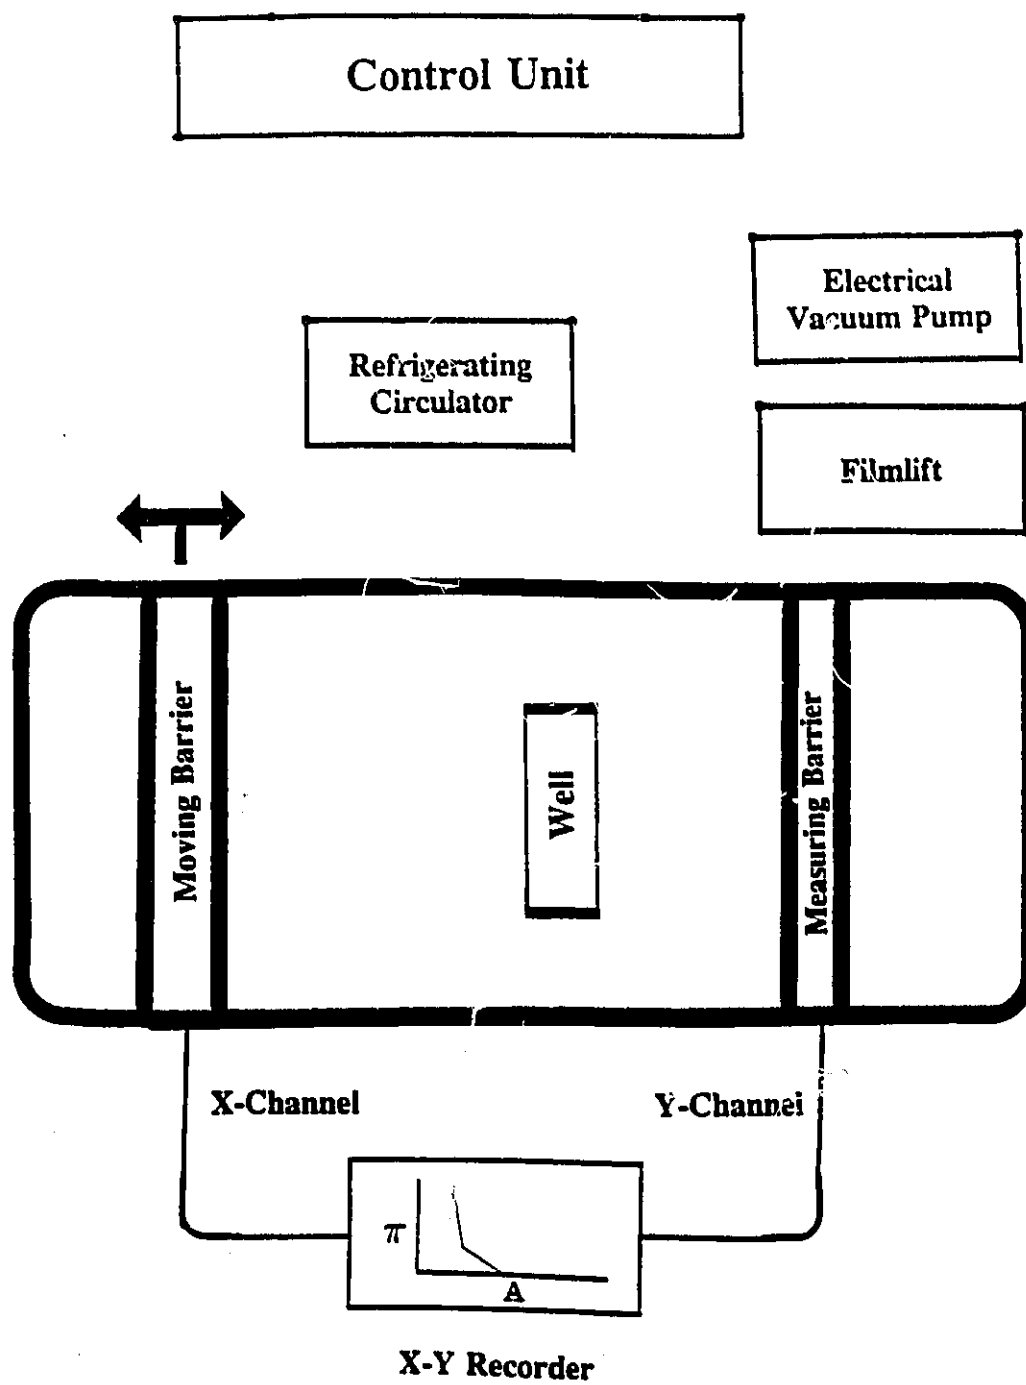 Control Unit
Electrical
Vacuum Pump
Refrigerating
Circulator
Filmlift
Moving Barrier
Well
Measuring Barrier
X-Channel
Y-Channel
π
A
X-Y Recorder